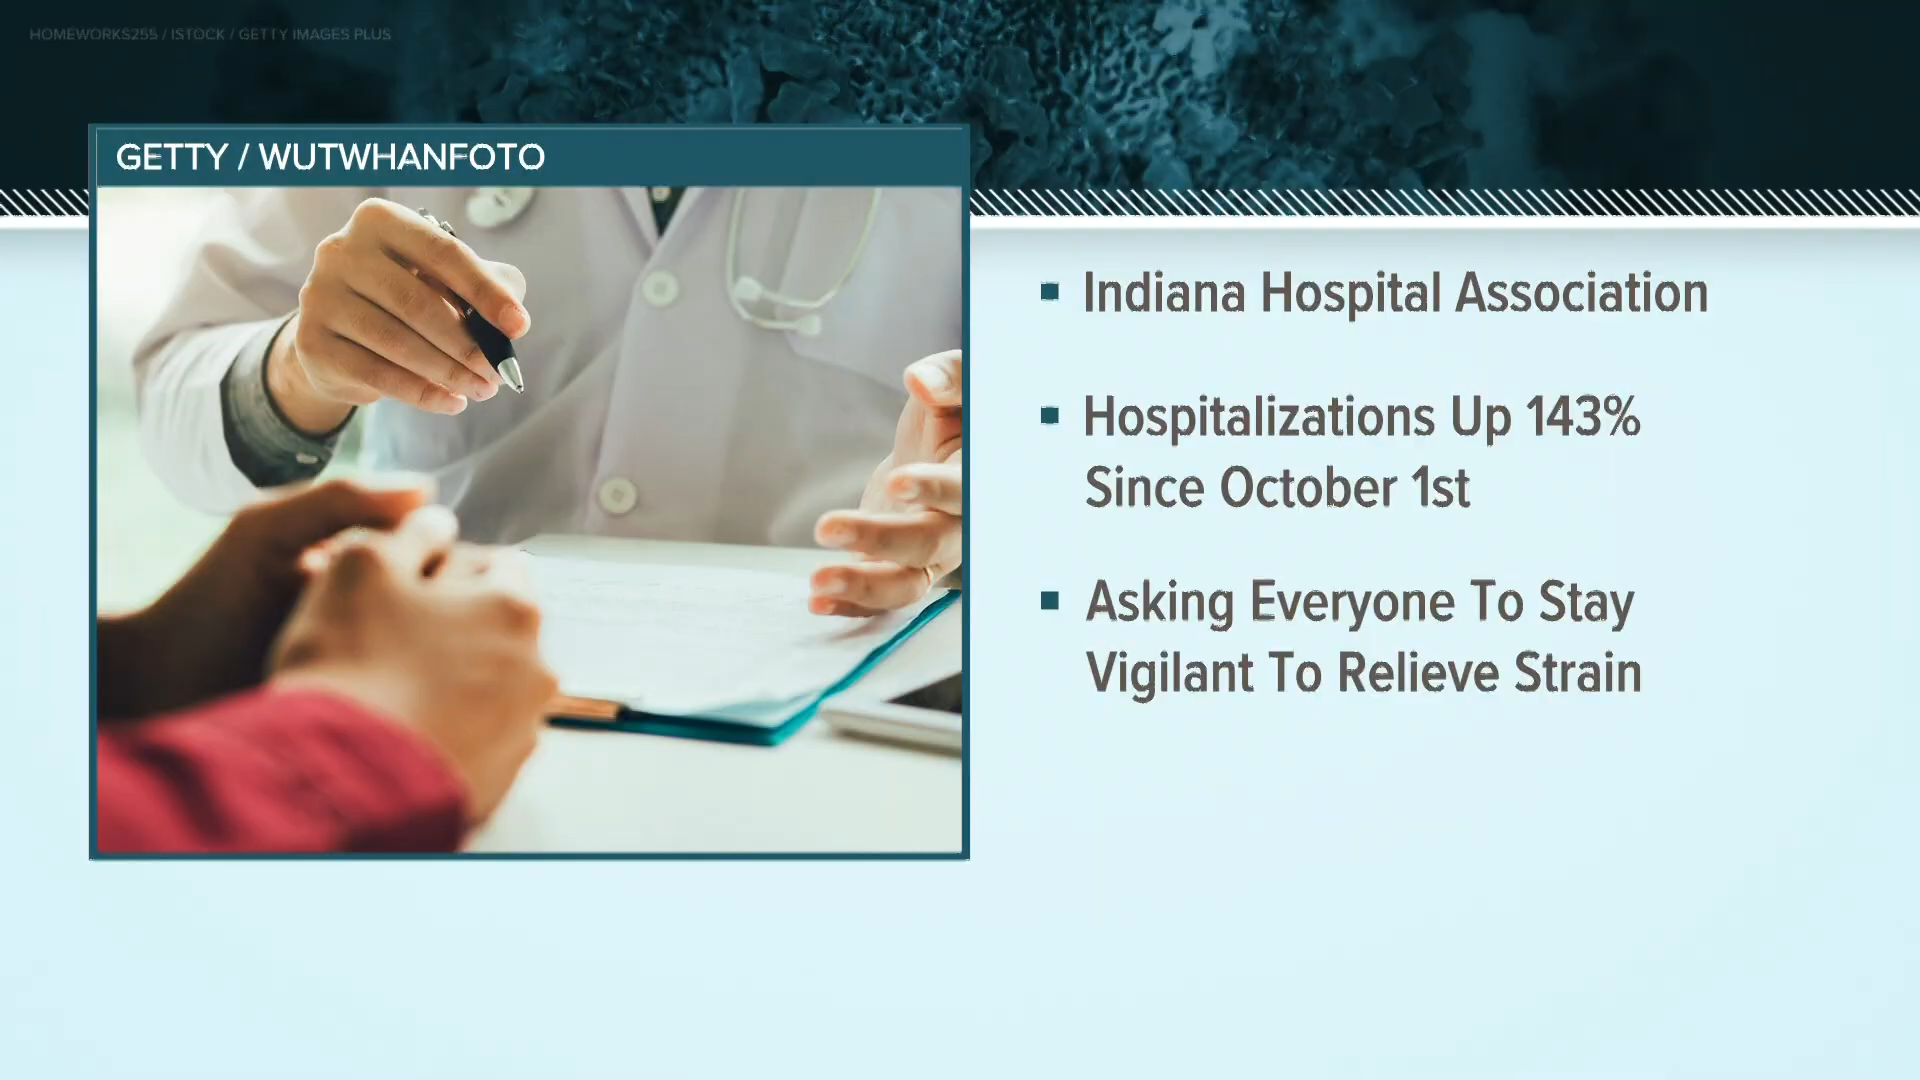 HOMEWORKS255 / ISTOCK / GETTY IMAGES PLUS
GETTY / WUTWHANFOTO
Indiana Hospital Association
Hospitalizations Up 143%
Since October 1st
Asking Everyone To Stay
Vigilant To Relieve Strain